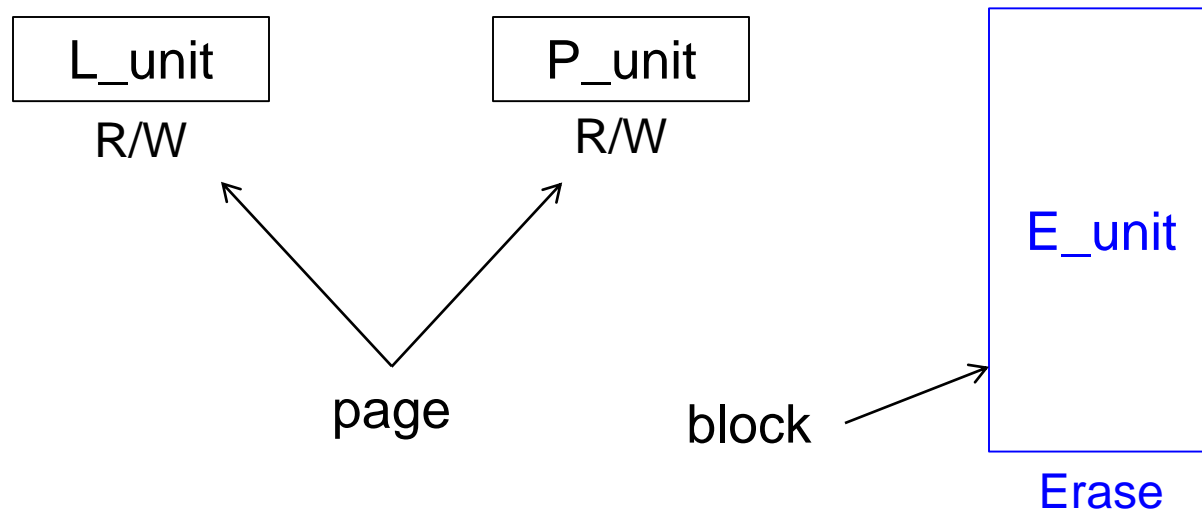 L_unit
R/W
P_unit
R/W
E_unit
page
block
Erase